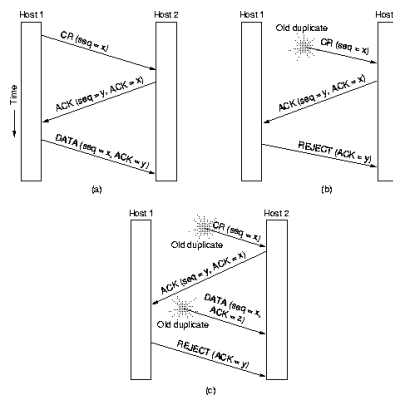 Host 1
Host 2
CR (seq = x)
ACK (seq = y, ACK = x)
DATA (seq = x, ACK = y)
Time
(a)
Host 1
Host
Old duplicate
CR (seq = x)
ACK (seq = y, ACK = x)
REJECT (ACK = y)
(b)
Host 1
Host 2
CR (seq = x)
Old duplicate
ACK (seq = y, ACK = x)
DATA (seq = x,
ACK = z)
Old duplicate
REJECT (ACK = y)
(c)